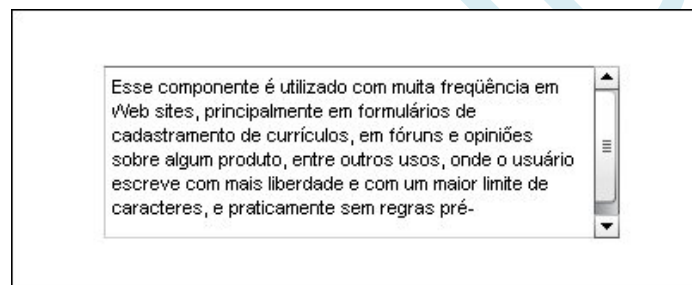 Esse componente é utilizado com muita freqüência em
Web sites, principalmente em formulários de
cadastramento de currículos, em fóruns e opiniões
sobre algum produto, entre outros usos, onde o usuário
escreve com mais liberdade e com um maior limite de
caracteres, e praticamente sem regras pré-